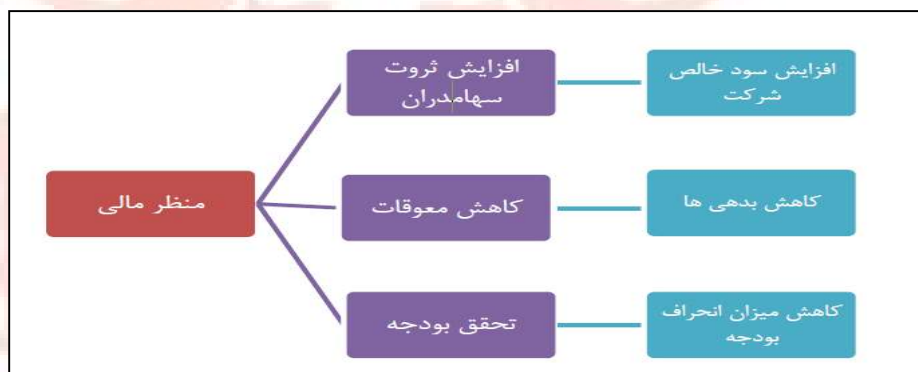 منظر مالی
افزایش ثروت
سهامدران
افزایش سود خالص
شرکت
کاهش معوقات
کاهش بدهی ها
تحقق بودجه
کاهش میزان انحراف
بودجه